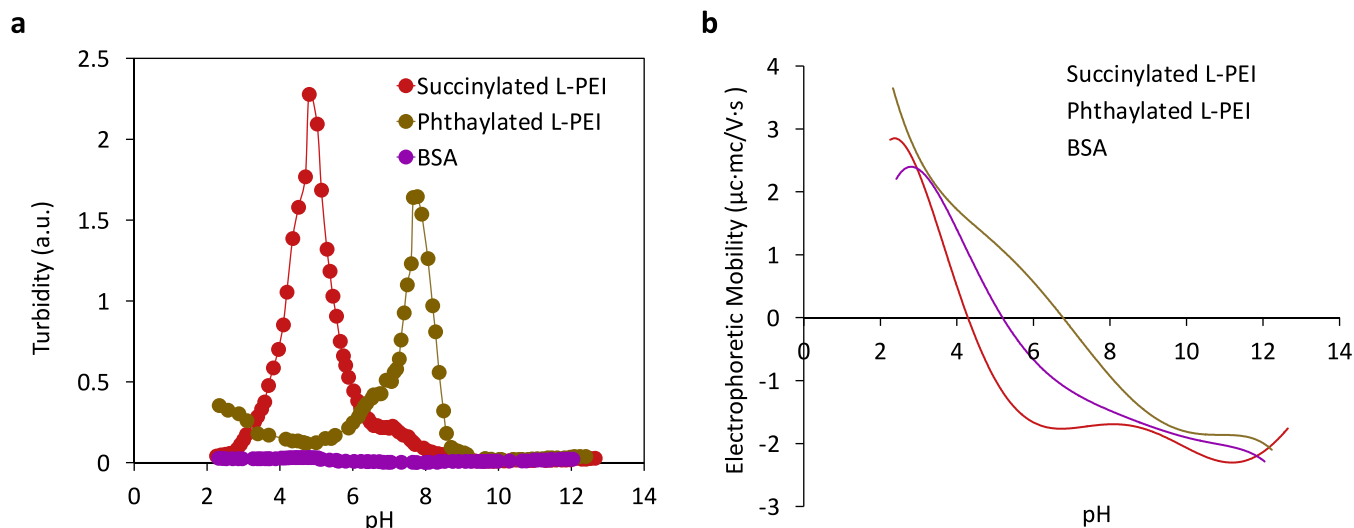 a
2.5
2
1.5
1
0.5
0
Turbidity (a.u.)
Succinylated L-PEI
Phthaylated L-PEI
BSA
0 2 4 6 8 10 12 14
pH
b
4
3
2
1
0
-1
-2
-3
Electrophoretic Mobility (µc·mc/V·s )
Succinylated L-PEI
Phthaylated L-PEI
BSA
0 2 4 6 8 10 12 14
pH